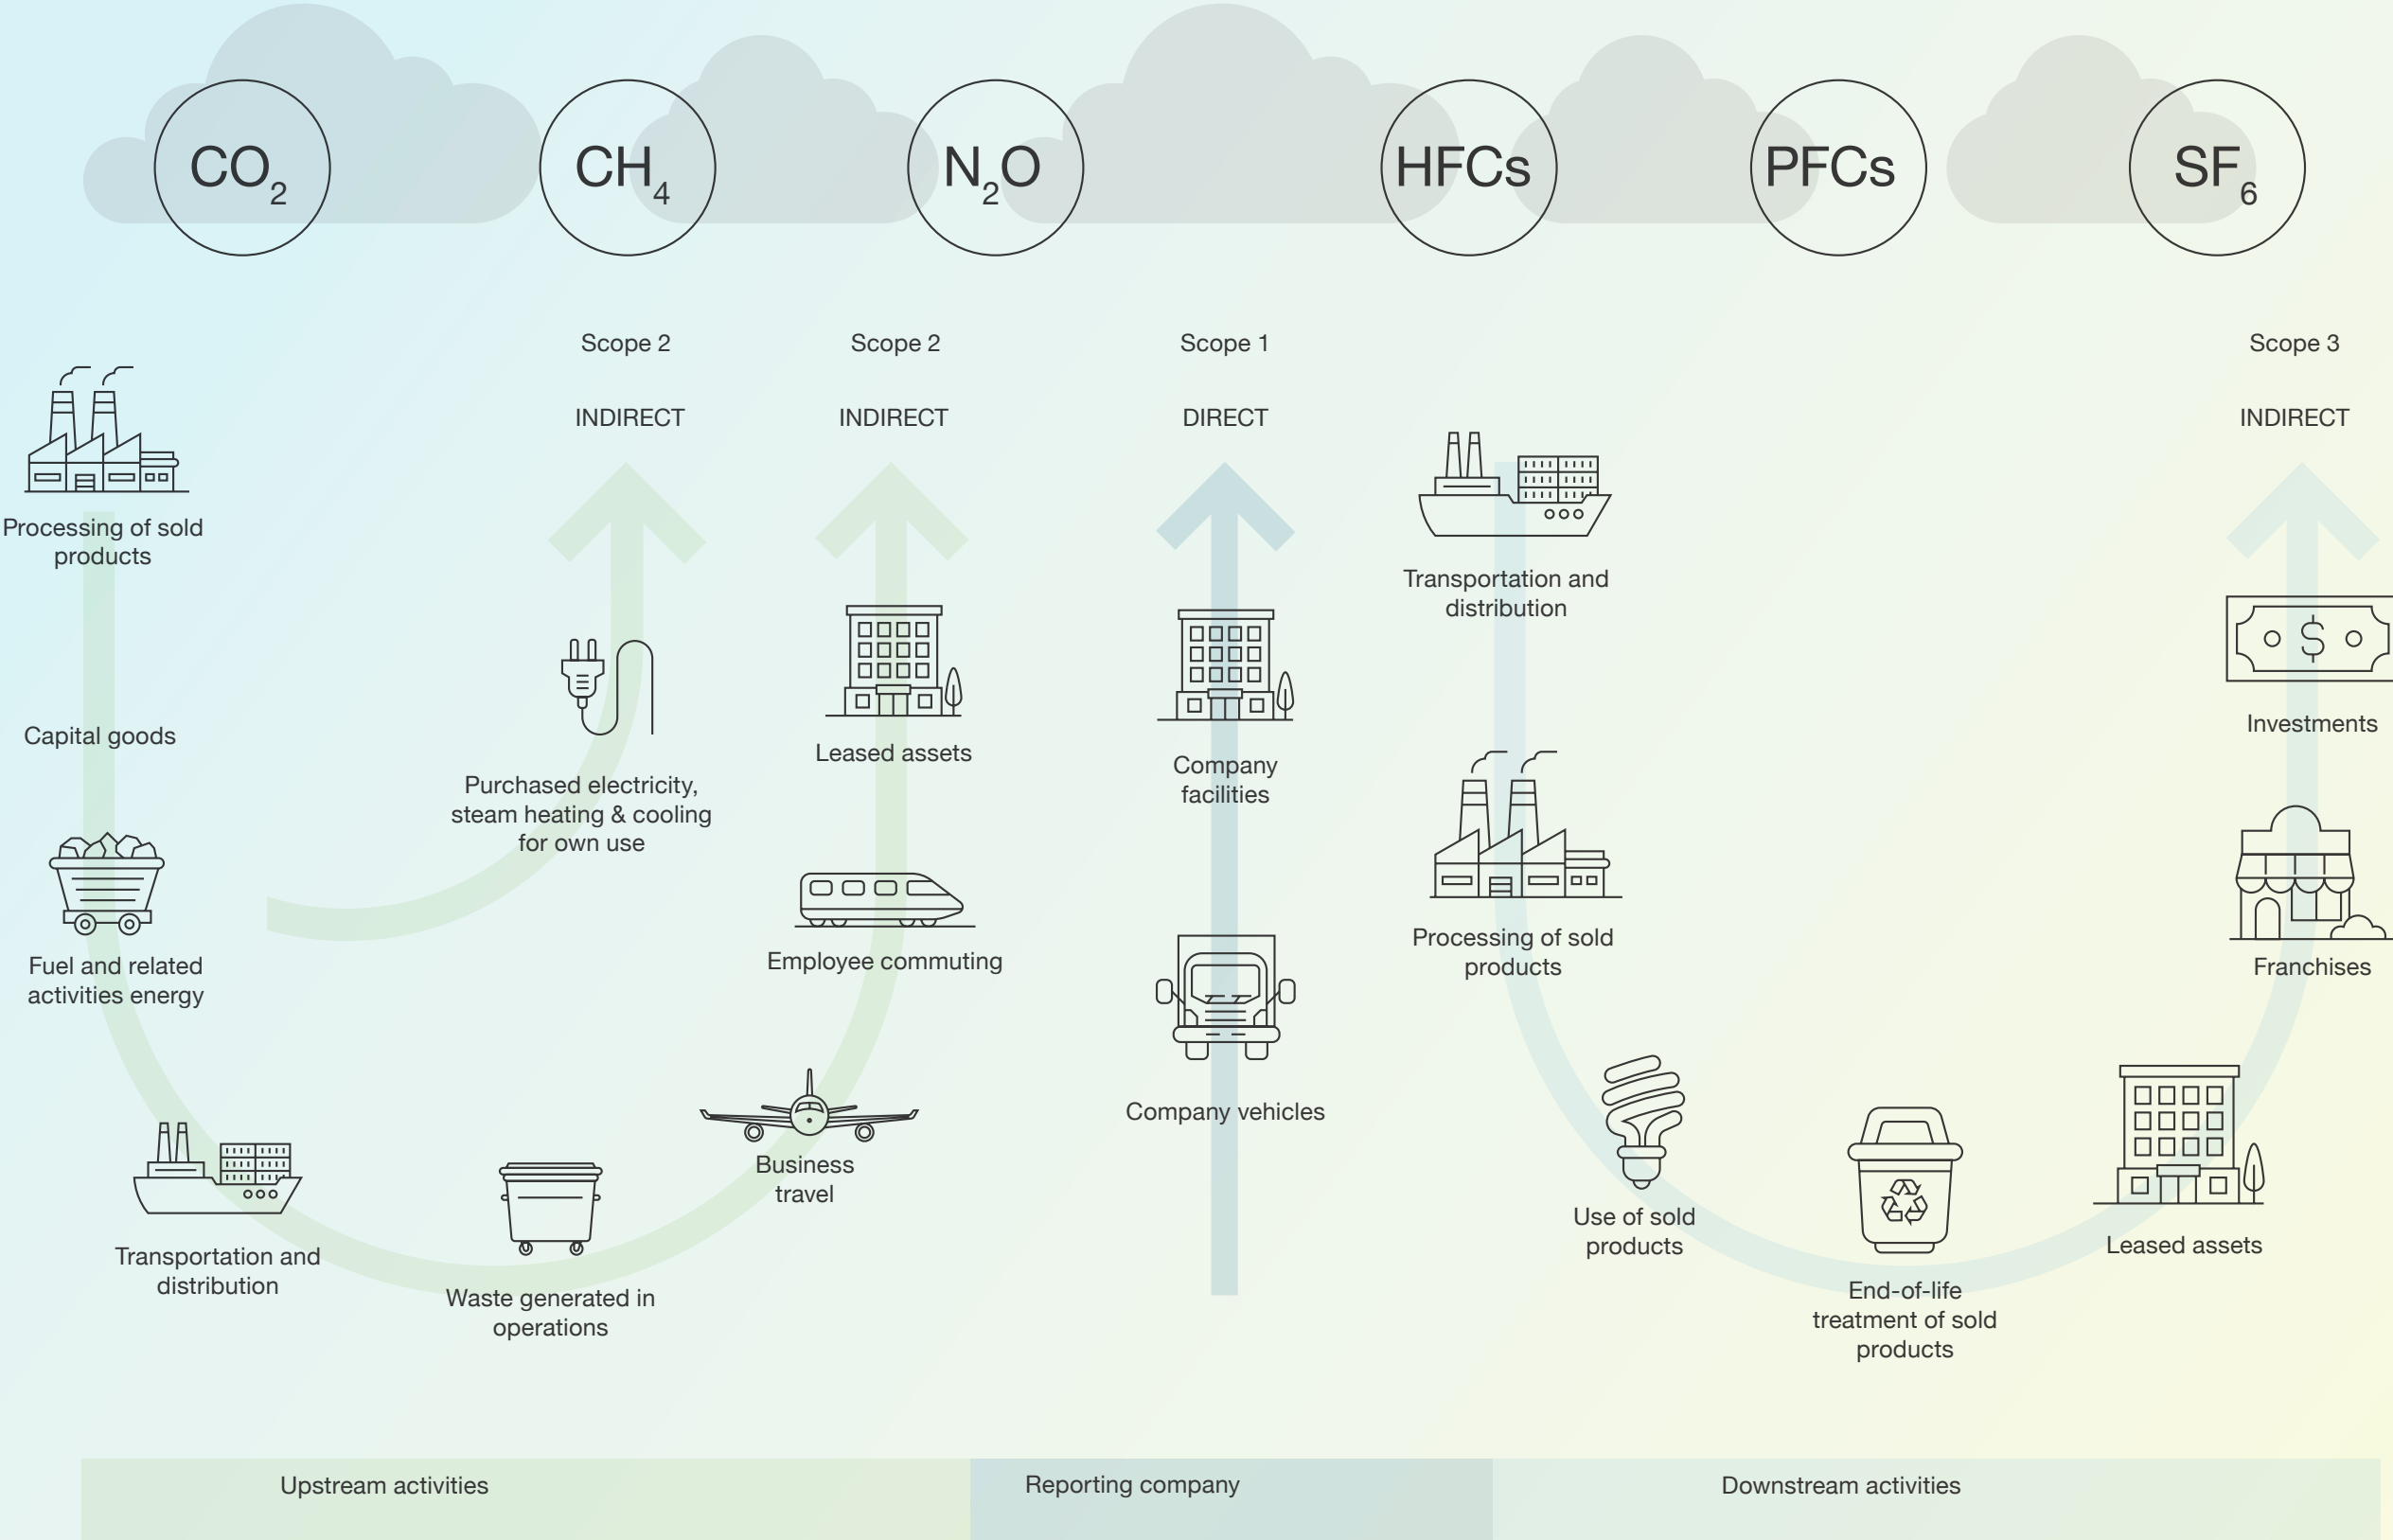 CO₂
CH₄
N₂O
HFCs
PFCs
SF₆
Scope 2
INDIRECT
Scope 2
INDIRECT
Scope 1
DIRECT
Scope 3
INDIRECT
Processing of sold
products
Capital goods
Fuel and related
activities energy
Transportation and
distribution
Waste generated in
operations
Business
travel
Employee commuting
Leased assets
Purchased electricity,
steam heating & cooling
for own use
Company
facilities
Company vehicles
Transportation and
distribution
Processing of sold
products
Use of sold
products
End-of-life
treatment of sold
products
Leased assets
Franchises
Investments
$
Upstream activities
Reporting company
Downstream activities